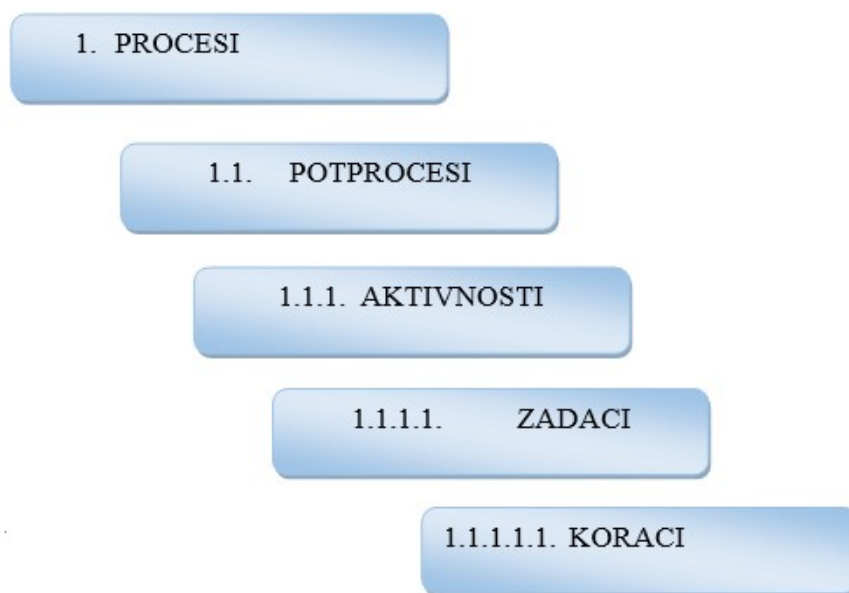 1. PROCESI
1.1. POTPROCESI
1.1.1. AKTIVNOSTI
1.1.1.1. ZADACI
1.1.1.1.1. KORACI